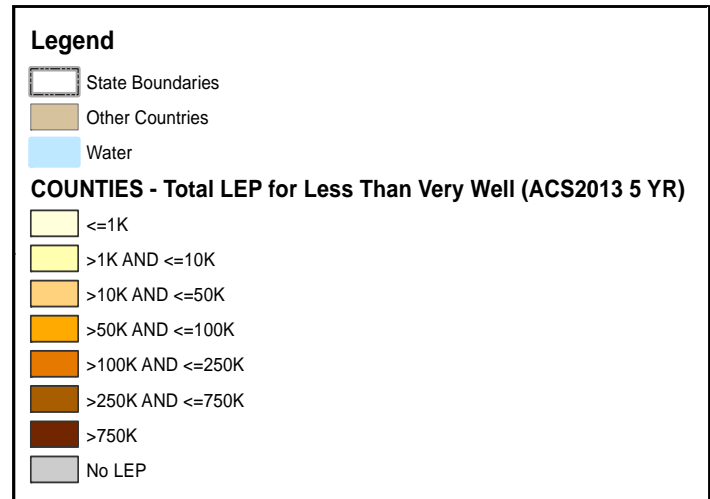 Legend
State Boundaries
Other Countries
Water
COUNTIES - Total LEP for Less Than Very Well (ACS2013 5 YR)
<=1K
>1K AND <=10K
>10K AND <=50K
>50K AND <=100K
>100K AND <=250K
>250K AND <=750K
>750K
No LEP